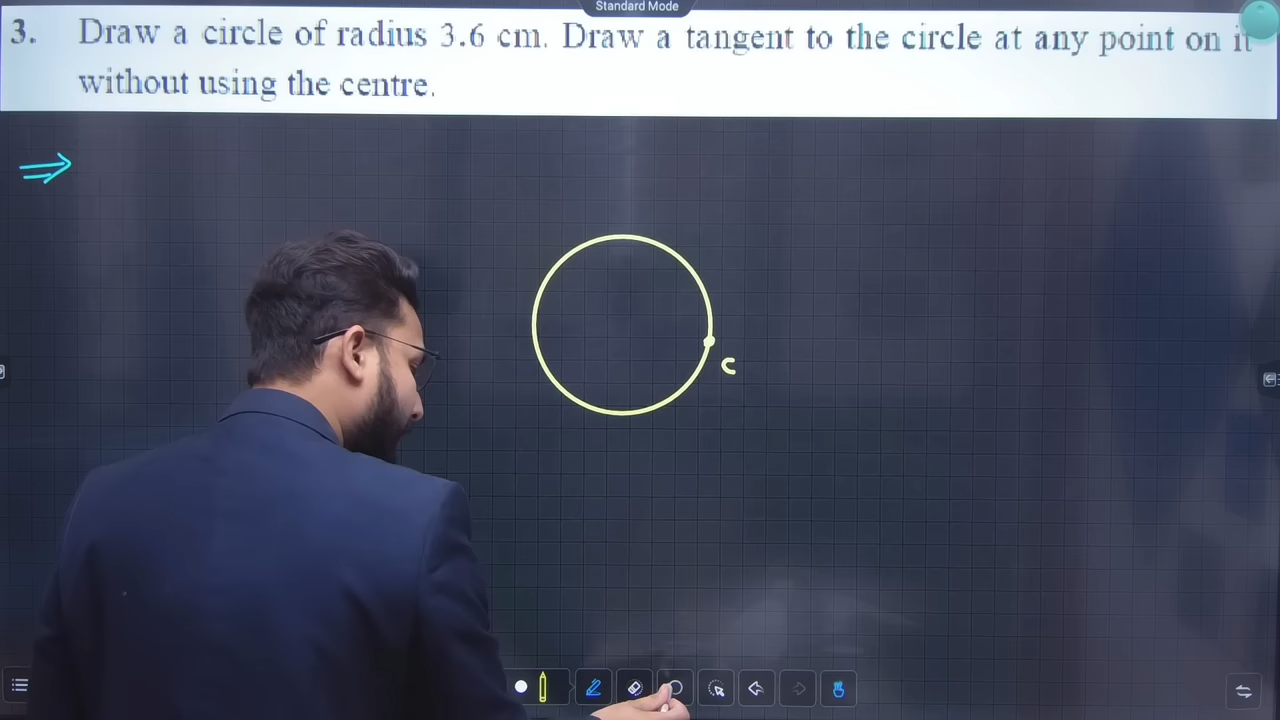 Standard Mode
3. Draw a circle of radius 3.6 cm. Draw a tangent to the circle at any point on it
without using the centre.
C